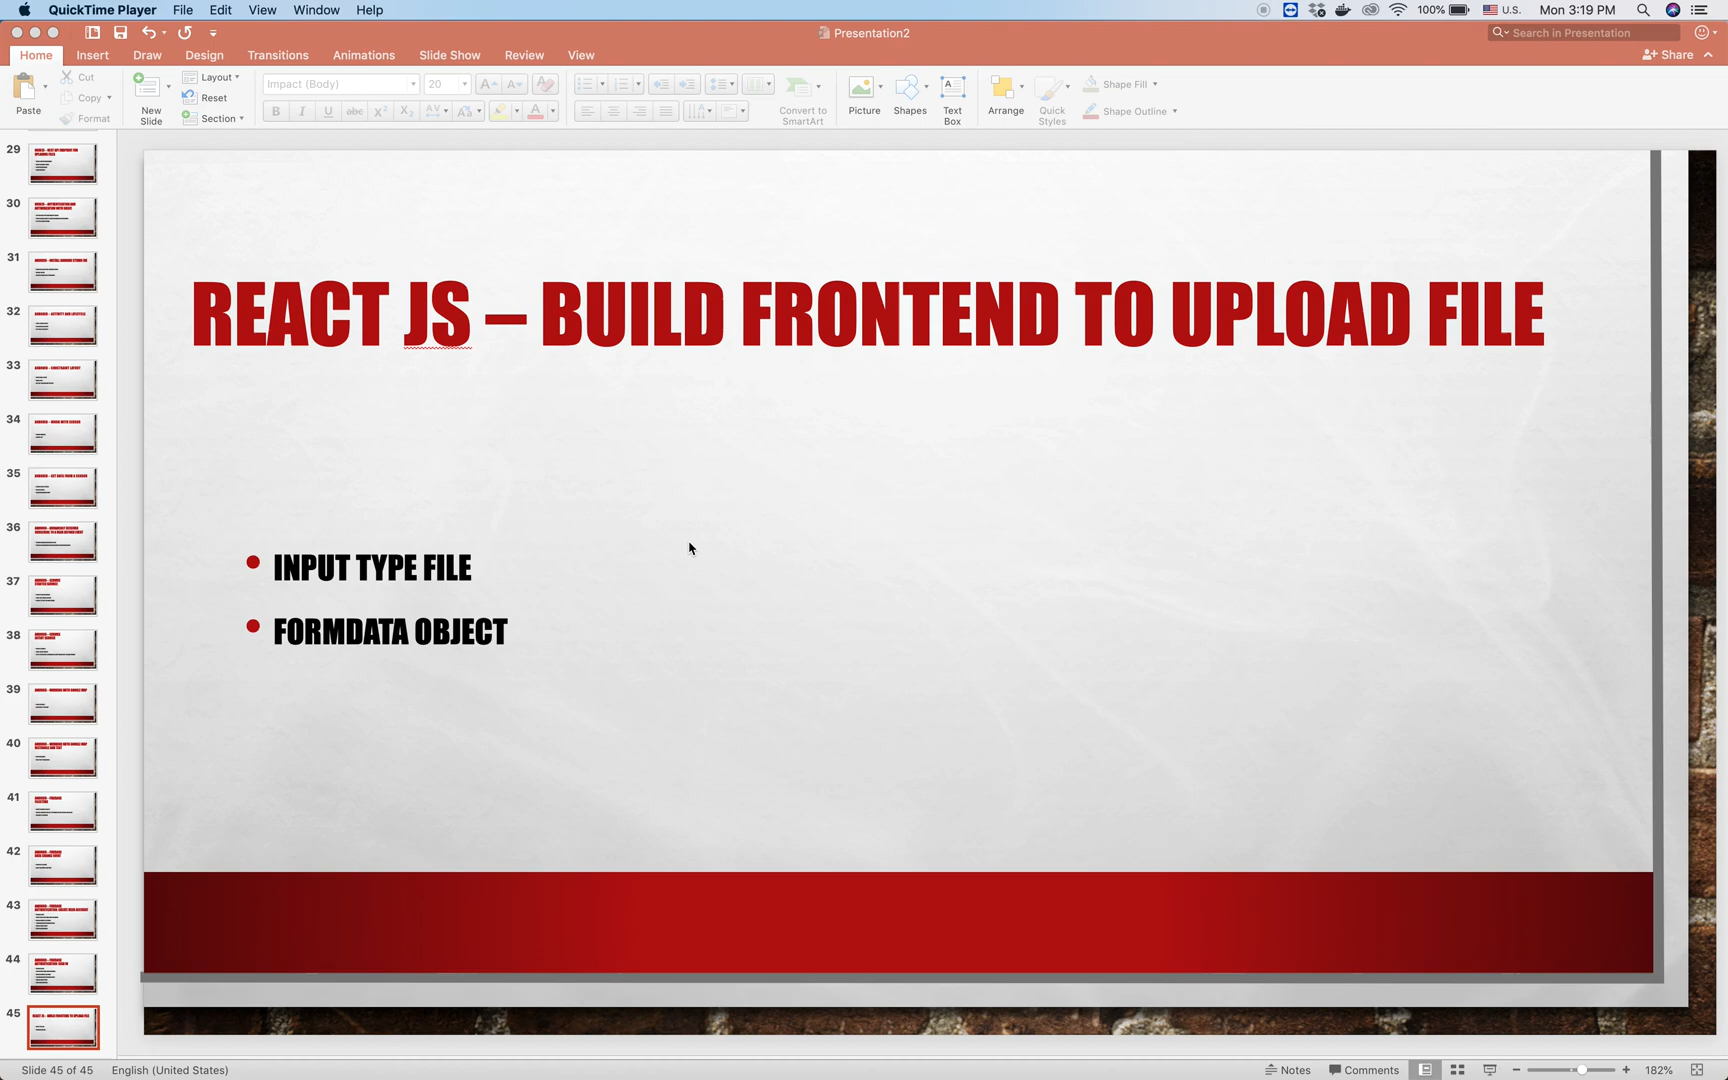 QuickTime Player File Edit View Window Help
100% U.S. Mon 3:19 PM
Presentation2
Search in Presentation
Home Insert Draw Design Transitions Animations Slide Show Review View
Share
Paste
Cut
Copy
Format
New
Slide
Layout
Reset
Section
Impact (Body) 20
Convert to
SmartArt
Picture
Shapes
Text
Box
Arrange
Quick
Styles
Shape Fill
Shape Outline
29
30
31
32
33
34
35
36
37
38
39
40
41
42
43
44
45
REACT JS – BUILD FRONTEND TO UPLOAD FILE
INPUT TYPE FILE
FORMDATA OBJECT
Slide 45 of 45 English (United States)
Notes Comments 182%